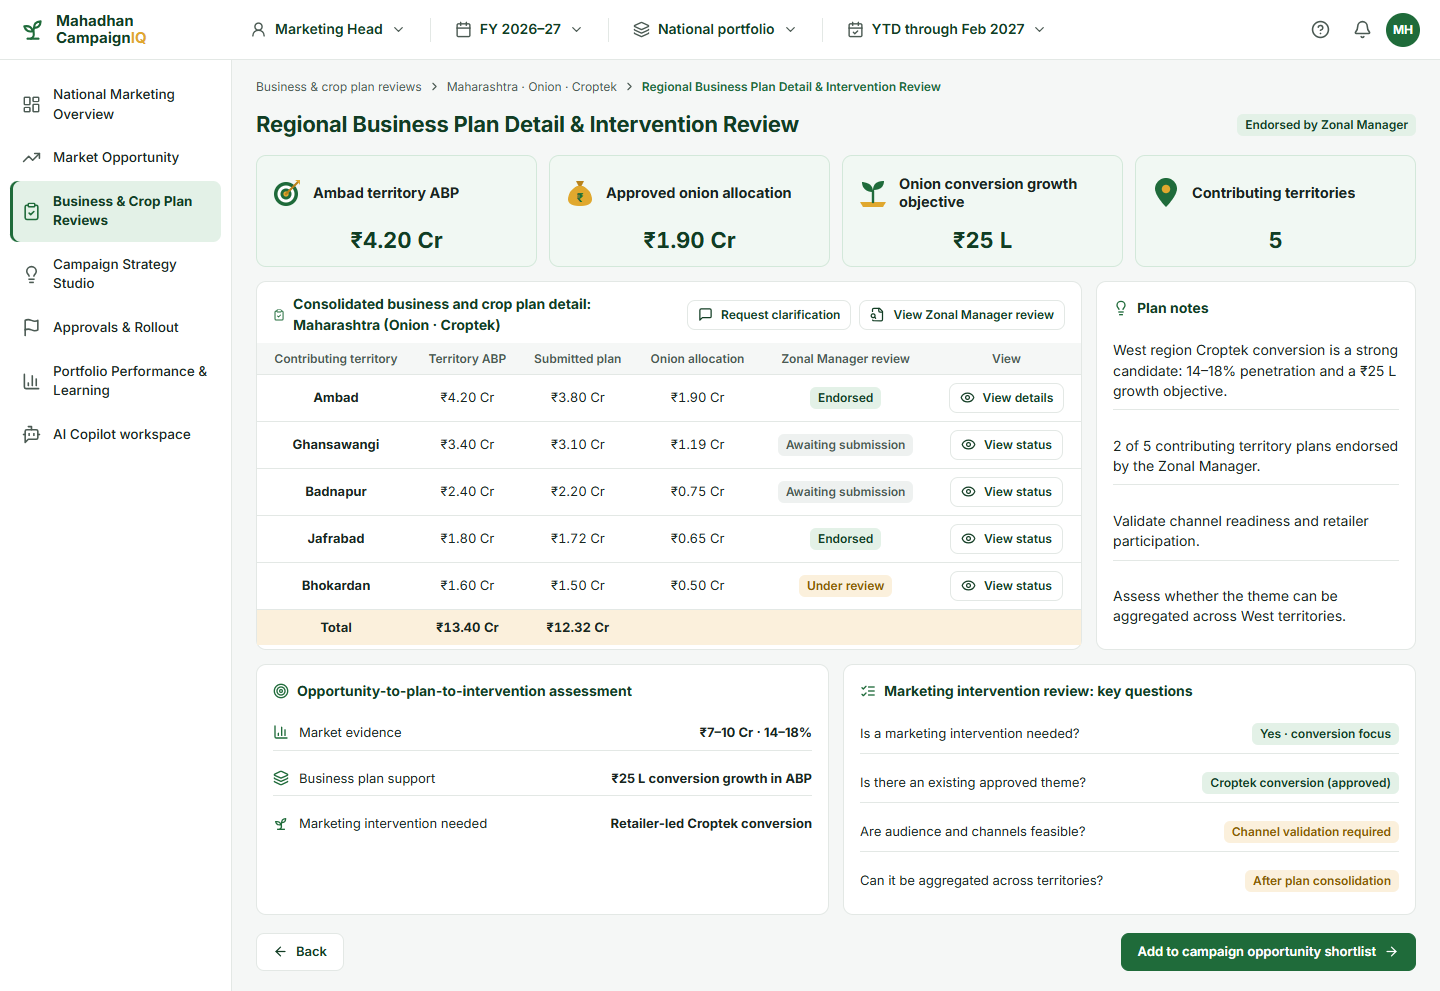 Mahadhan
CampaignIQ
Marketing Head
FY 2026–27
National portfolio
YTD through Feb 2027
MH
National Marketing
Overview
Market Opportunity
Business & Crop Plan
Reviews
Campaign Strategy
Studio
Approvals & Rollout
Portfolio Performance &
Learning
AI Copilot workspace
Business & crop plan reviews > Maharashtra · Onion · Croptek > Regional Business Plan Detail & Intervention Review
Regional Business Plan Detail & Intervention Review
Endorsed by Zonal Manager
Ambad territory ABP
₹4.20 Cr
Approved onion allocation
₹1.90 Cr
Onion conversion growth
objective
₹25 L
Contributing territories
5
Consolidated business and crop plan detail:
Maharashtra (Onion · Croptek)
Request clarification
View Zonal Manager review
Contributing territory Territory ABP Submitted plan Onion allocation Zonal Manager review View
Ambad ₹4.20 Cr ₹3.80 Cr ₹1.90 Cr Endorsed View details
Ghansawangi ₹3.40 Cr ₹3.10 Cr ₹1.19 Cr Awaiting submission View status
Badnapur ₹2.40 Cr ₹2.20 Cr ₹0.75 Cr Awaiting submission View status
Jafrabad ₹1.80 Cr ₹1.72 Cr ₹0.65 Cr Endorsed View status
Bhokardan ₹1.60 Cr ₹1.50 Cr ₹0.50 Cr Under review View status
Total ₹13.40 Cr ₹12.32 Cr
Plan notes
West region Croptek conversion is a strong
candidate: 14–18% penetration and a ₹25 L
growth objective.
2 of 5 contributing territory plans endorsed
by the Zonal Manager.
Validate channel readiness and retailer
participation.
Assess whether the theme can be
aggregated across West territories.
Opportunity-to-plan-to-intervention assessment
Market evidence ₹7–10 Cr · 14–18%
Business plan support ₹25 L conversion growth in ABP
Marketing intervention needed Retailer-led Croptek conversion
Marketing intervention review: key questions
Is a marketing intervention needed? Yes · conversion focus
Is there an existing approved theme? Croptek conversion (approved)
Are audience and channels feasible? Channel validation required
Can it be aggregated across territories? After plan consolidation
Back
Add to campaign opportunity shortlist